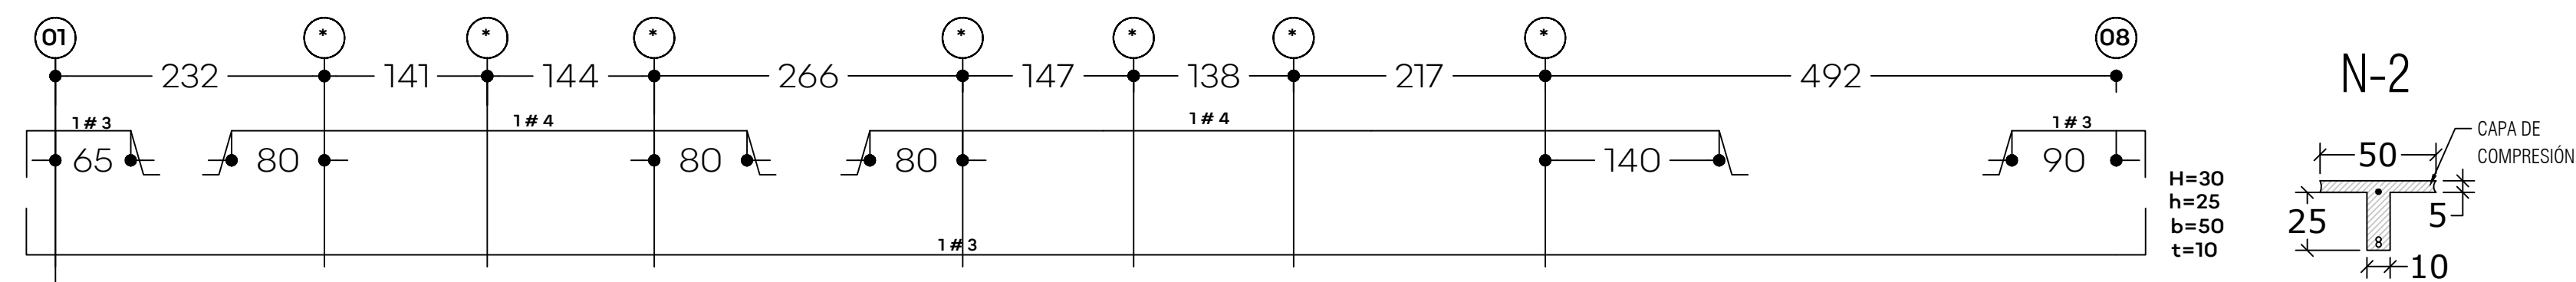 01 * * * * * * * 08
232 141 144 266 147 138 217 492
1#3 1#4 1#4 1#3
65 80 80 80 140 90
1#3
H=30
h=25
b=50
t=10
N-2
CAPA DE
COMPRESIÓN
50
25
5
8
10